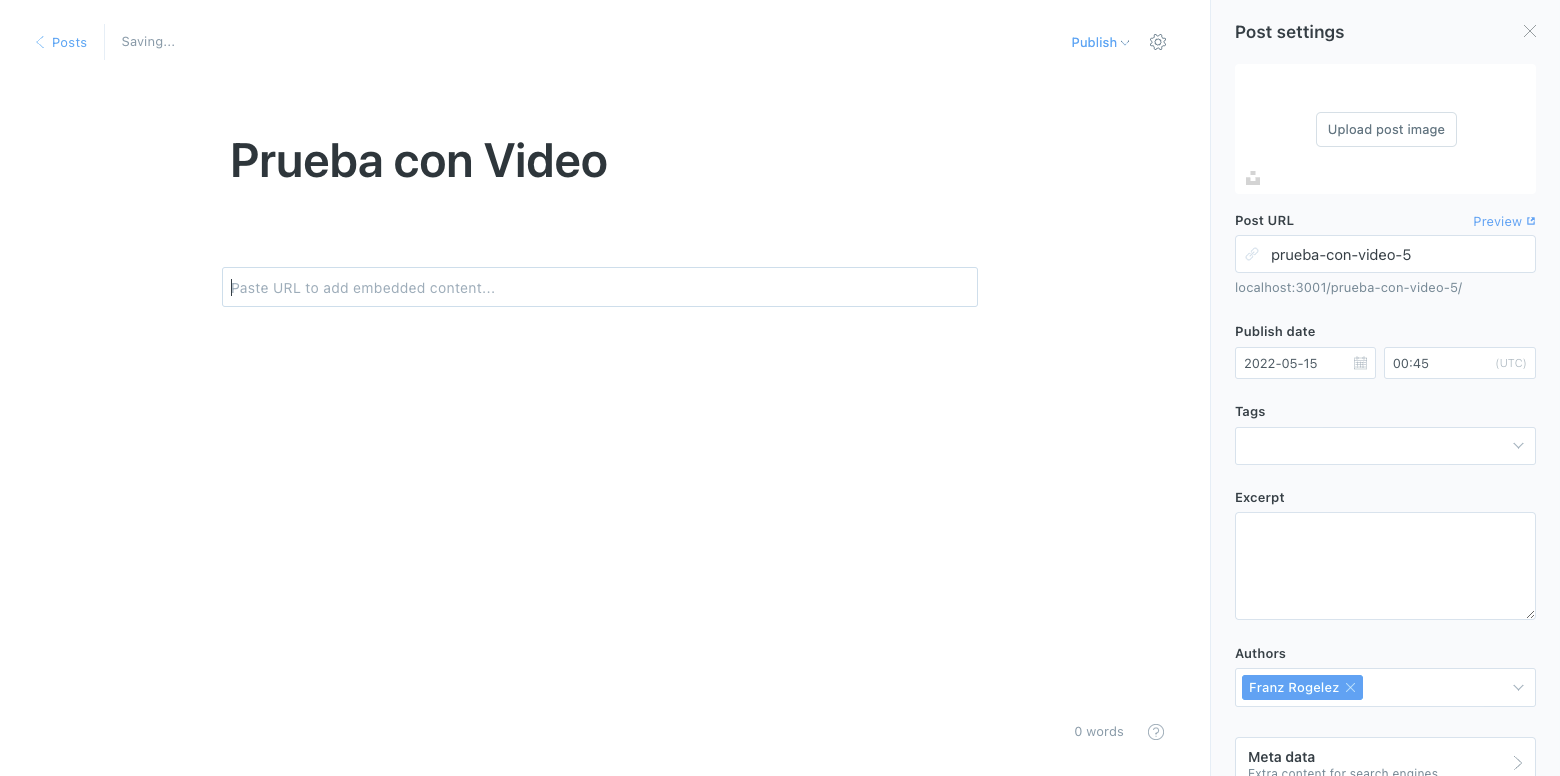 Posts
Saving...
Publish
Post settings
Upload post image
Prueba con Video
Post URL
Preview
prueba-con-video-5
localhost:3001/prueba-con-video-5/
Paste URL to add embedded content...
Publish date
2022-05-15
00:45
(UTC)
Tags
Excerpt
Authors
Franz Rogelez
0 words
Meta data
Extra content for search engines